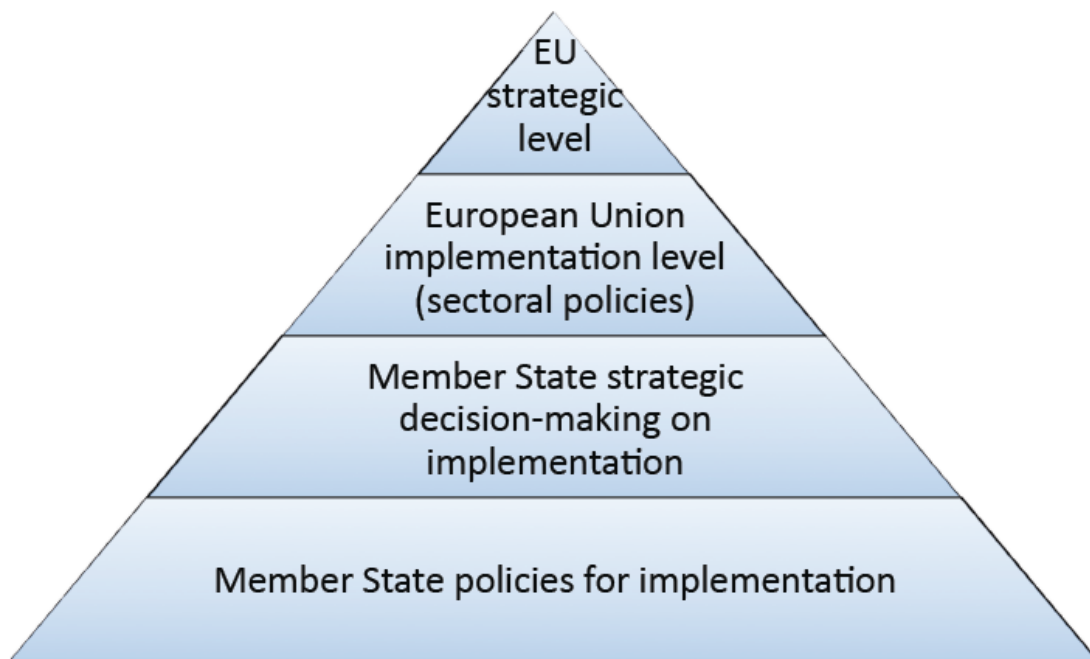 EU
strategic
level
European Union
implementation level
(sectoral policies)
Member State strategic
decision-making on
implementation
Member State policies for implementation